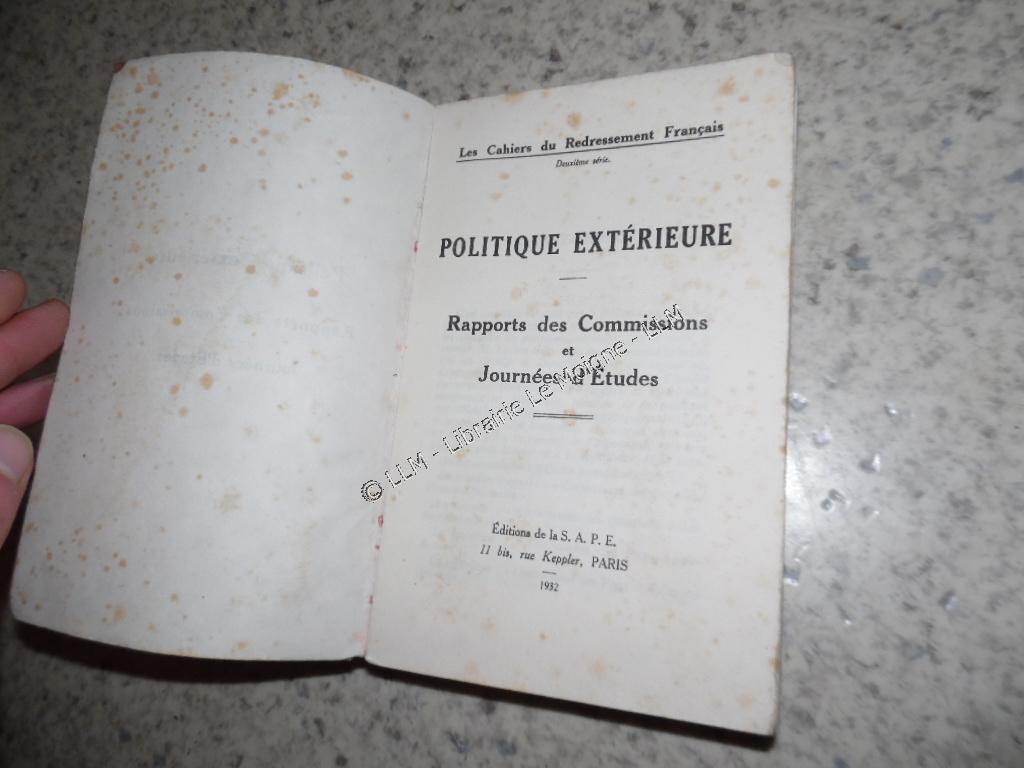 Les Cahiers du Redressement Français
Deuxième série.
POLITIQUE EXTÉRIEURE
Rapports des Commissions
et
Journées d'Études
Éditions de la S. A. P. E.
11 bis, rue Keppler, PARIS
1932
© LLM - Librairie Le Moigne - LLM